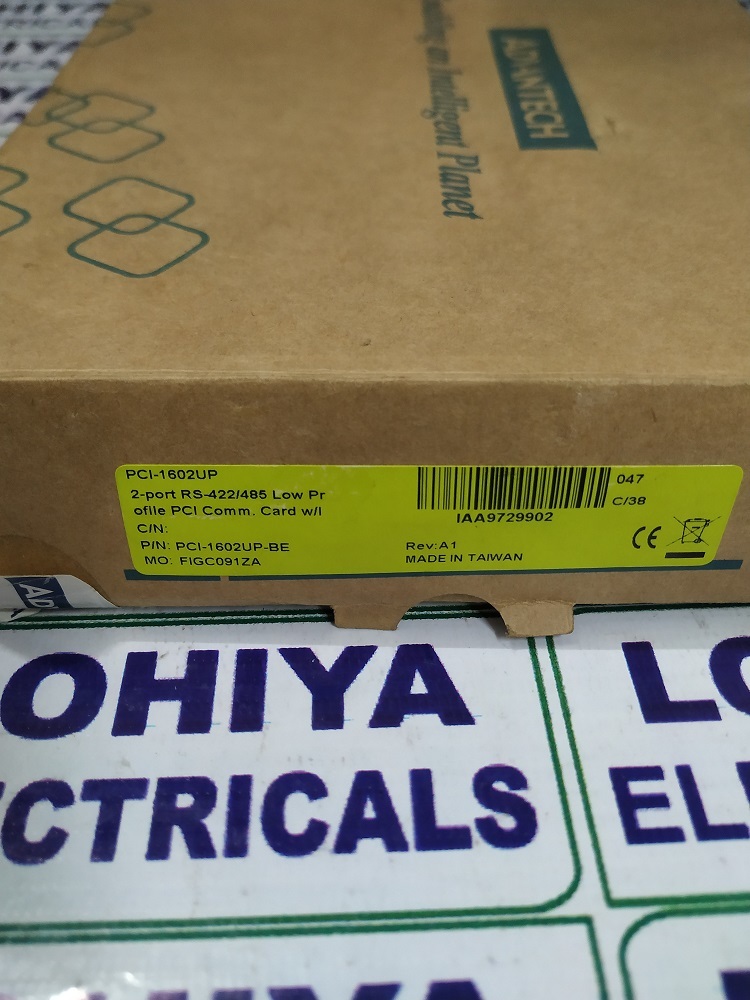 ADVANTECH
an Intelligent Planet
PCI-1602UP
2-port RS-422/485 Low Pr
ofile PCI Comm. Card w/I
C/N:
P/N: PCI-1602UP-BE
MO: FIGC091ZA
047
C/38
IAA9729902
Rev:A1
MADE IN TAIWAN
CE
AD
OHIYA
CTRICALS
LO
EL